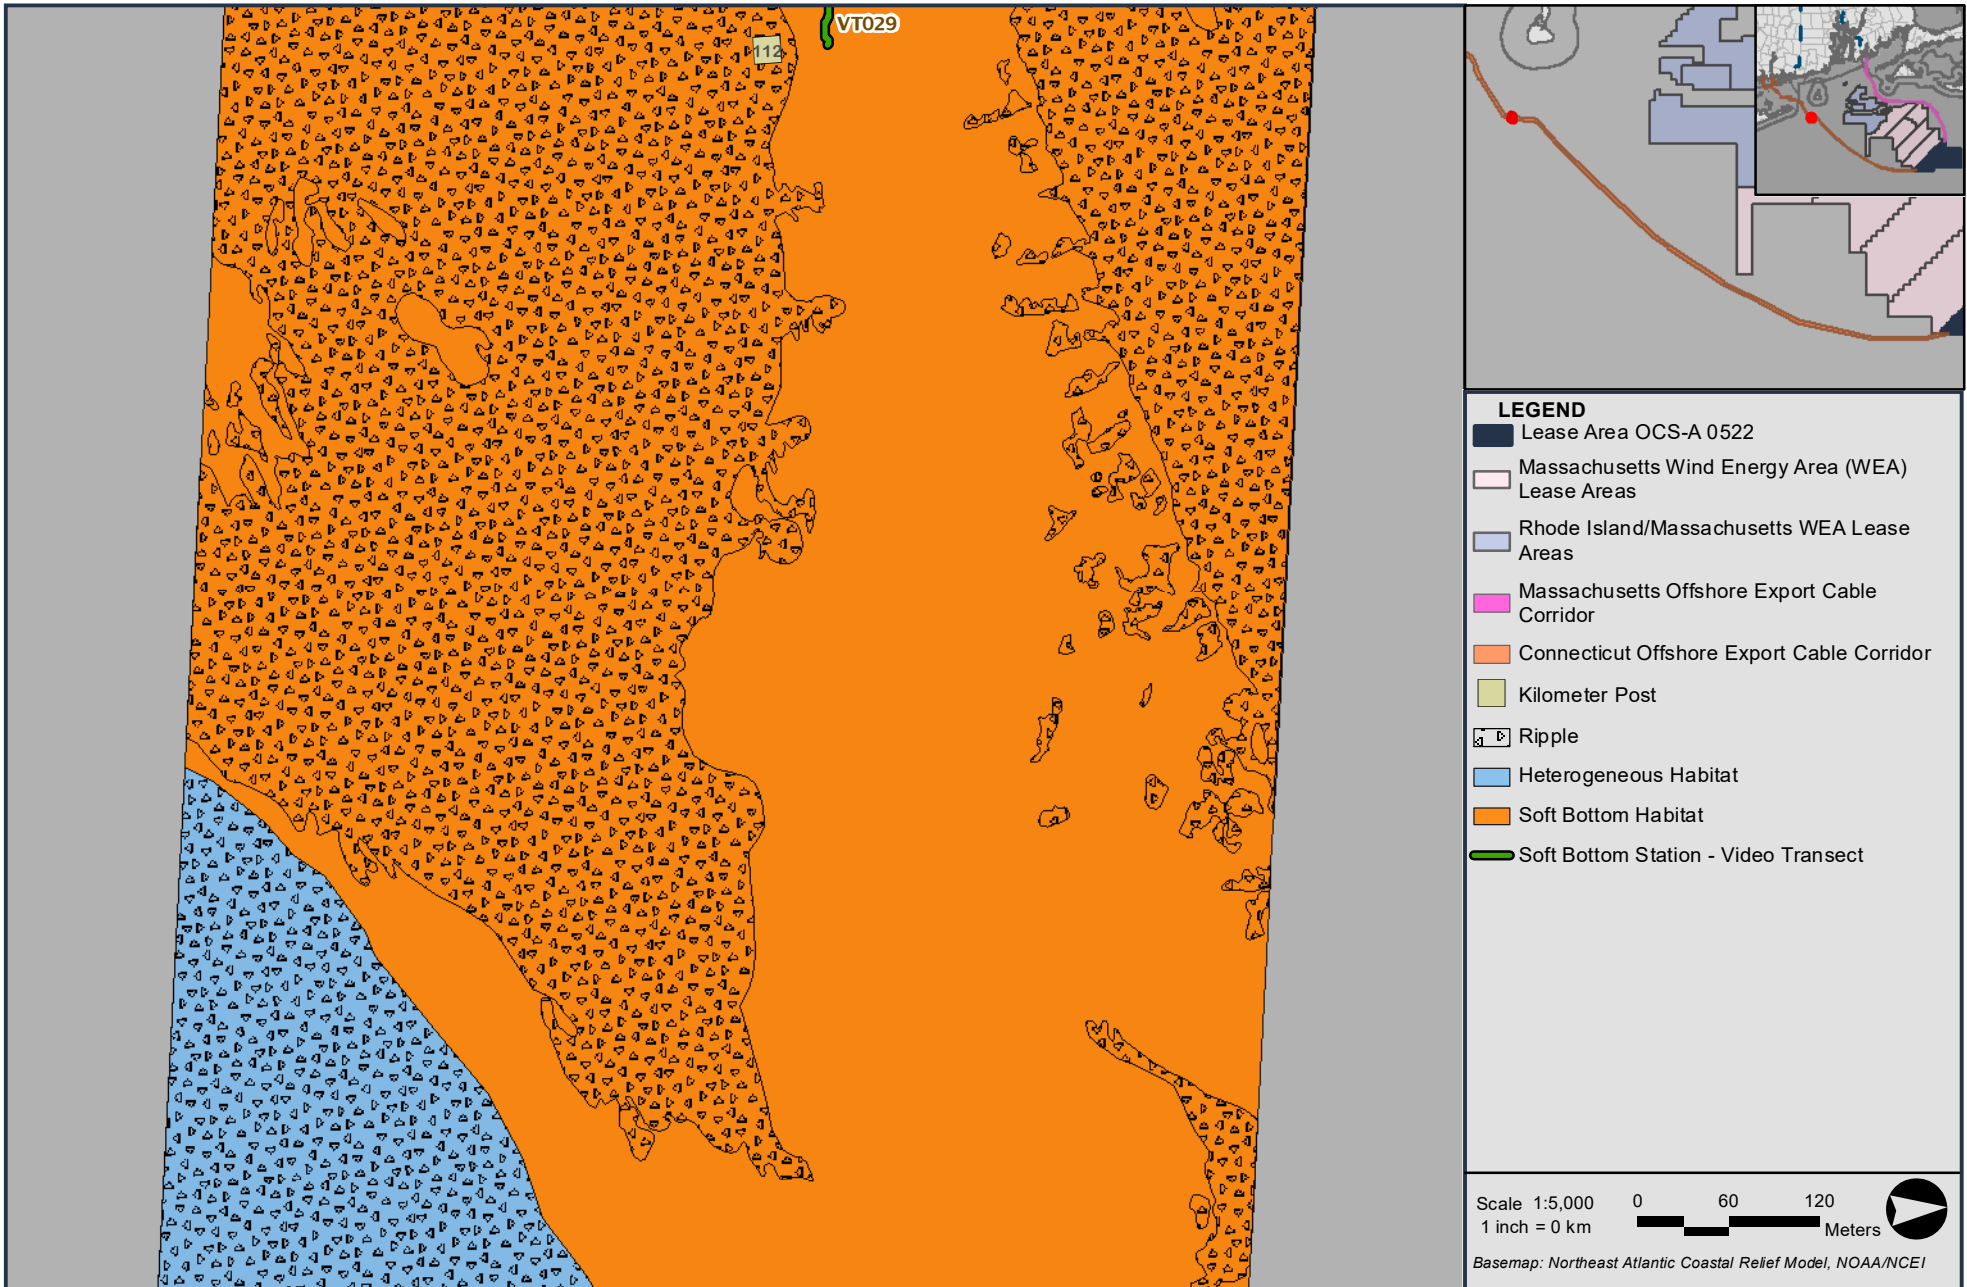 VT029
112
LEGEND
Lease Area OCS-A 0522
Massachusetts Wind Energy Area (WEA)
Lease Areas
Rhode Island/Massachusetts WEA Lease
Areas
Massachusetts Offshore Export Cable
Corridor
Connecticut Offshore Export Cable Corridor
Kilometer Post
Ripple
Heterogeneous Habitat
Soft Bottom Habitat
Soft Bottom Station - Video Transect
Scale 1:5,000
1 inch = 0 km
0 60 120
Meters
Basemap: Northeast Atlantic Coastal Relief Model, NOAA/NCEI